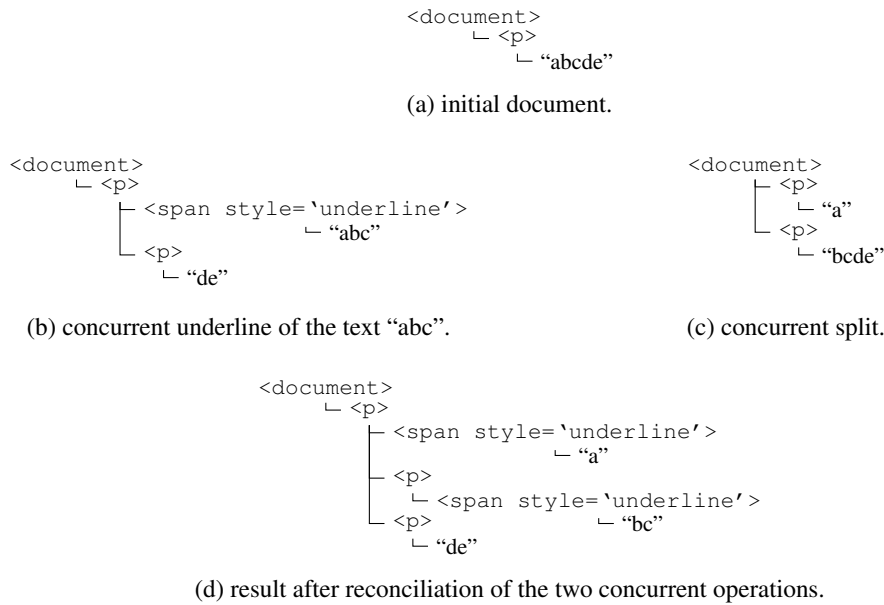 <document>
<p>
“abcde”
(a) initial document.
<document>
<p>
<span style=‘underline’>
“abc”
<p>
“de”
(b) concurrent underline of the text “abc”.
<document>
<p>
“a”
<p>
“bcde”
(c) concurrent split.
<document>
<p>
<span style=‘underline’>
“a”
<p>
<span style=‘underline’>
“bc”
<p>
“de”
(d) result after reconciliation of the two concurrent operations.